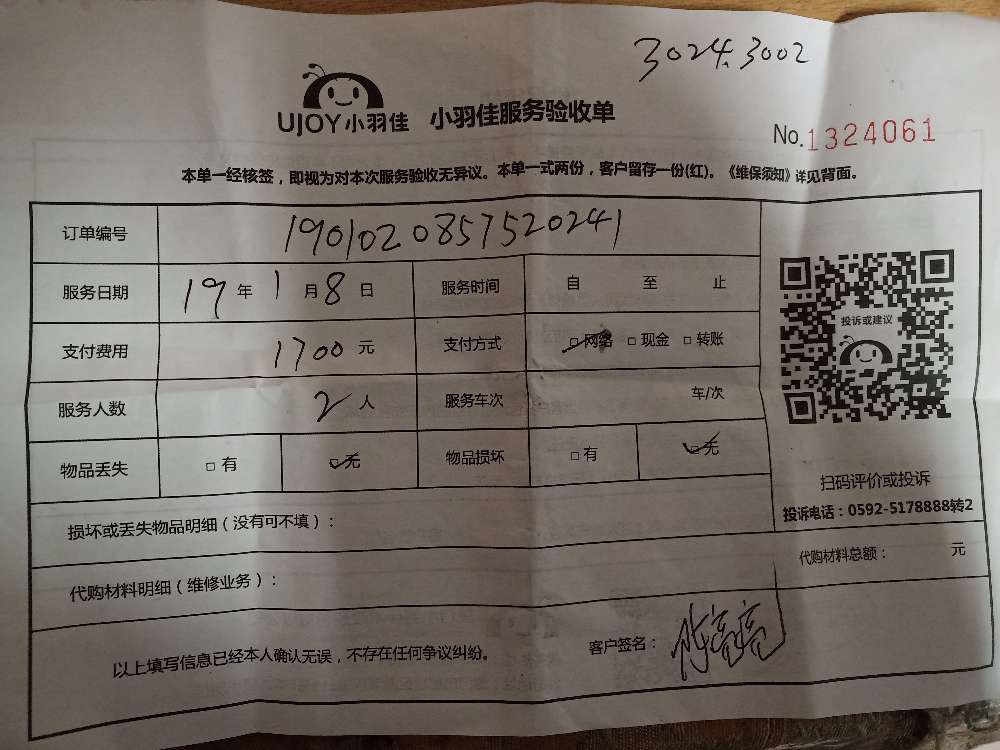 3024.3002
UJOY小羽佳 小羽佳服务验收单
No.1324061
本单一经核签，即视为对本次服务验收无异议。本单一式两份，客户留存一份(红)。《维保须知》详见背面。
订单编号 190102085752024 1
服务日期 19年1月8日 服务时间 自 至 止
支付费用 1700元 支付方式 □网络 □现金 □转账
服务人数 2人 服务车次 车/次
物品丢失 □有 □无 物品损坏 □有 □无
投诉或建议
扫码评价或投诉
投诉电话：0592-5178888转2
损坏或丢失物品明细（没有可不填）：
代购材料明细（维修业务）：
代购材料总额： 元
以上填写信息已经本人确认无误，不存在任何争议纠纷。
客户签名：